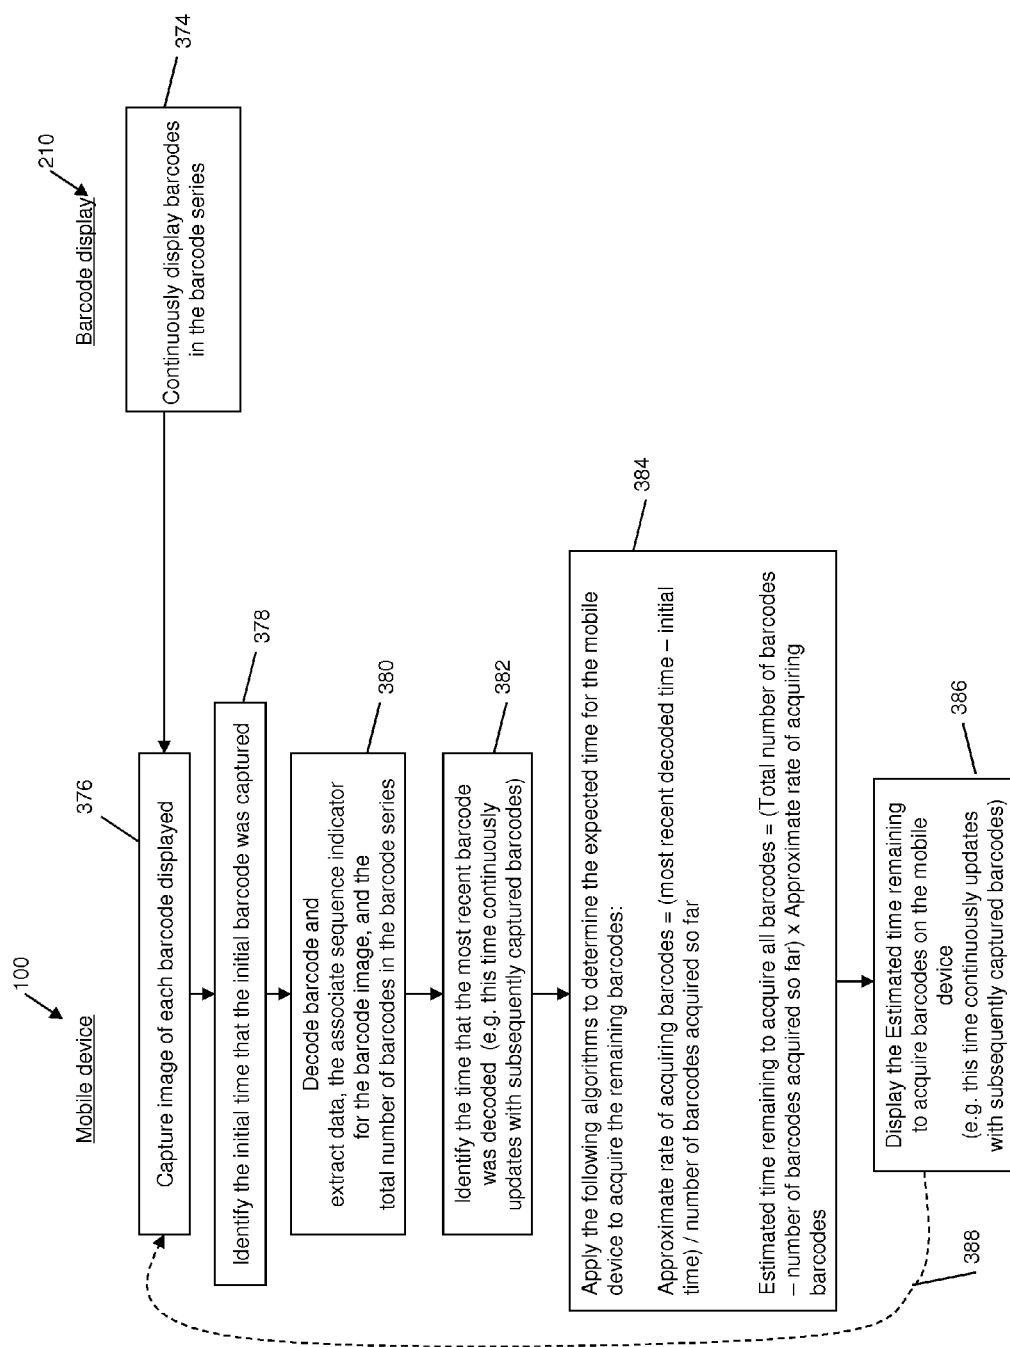 Mobile device
100
Barcode display
210
376
Capture image of each barcode displayed
374
Continuously display barcodes
in the barcode series
378
Identify the initial time that the initial barcode was captured
380
Decode barcode and
extract data, the associate sequence indicator
for the barcode image, and the
total number of barcodes in the barcode series
382
Identify the time that the most recent barcode
was decoded (e.g. this time continuously
updates with subsequently captured barcodes)
384
Apply the following algorithms to determine the expected time for the mobile
device to acquire the remaining barcodes:
Approximate rate of acquiring barcodes = (most recent decoded time – initial
time) / number of barcodes acquired so far
Estimated time remaining to acquire all barcodes = (Total number of barcodes
– number of barcodes acquired so far) x Approximate rate of acquiring
barcodes
386
Display the Estimated time remaining
to acquire barcodes on the mobile
device
(e.g. this time continuously updates
with subsequently captured barcodes)
388